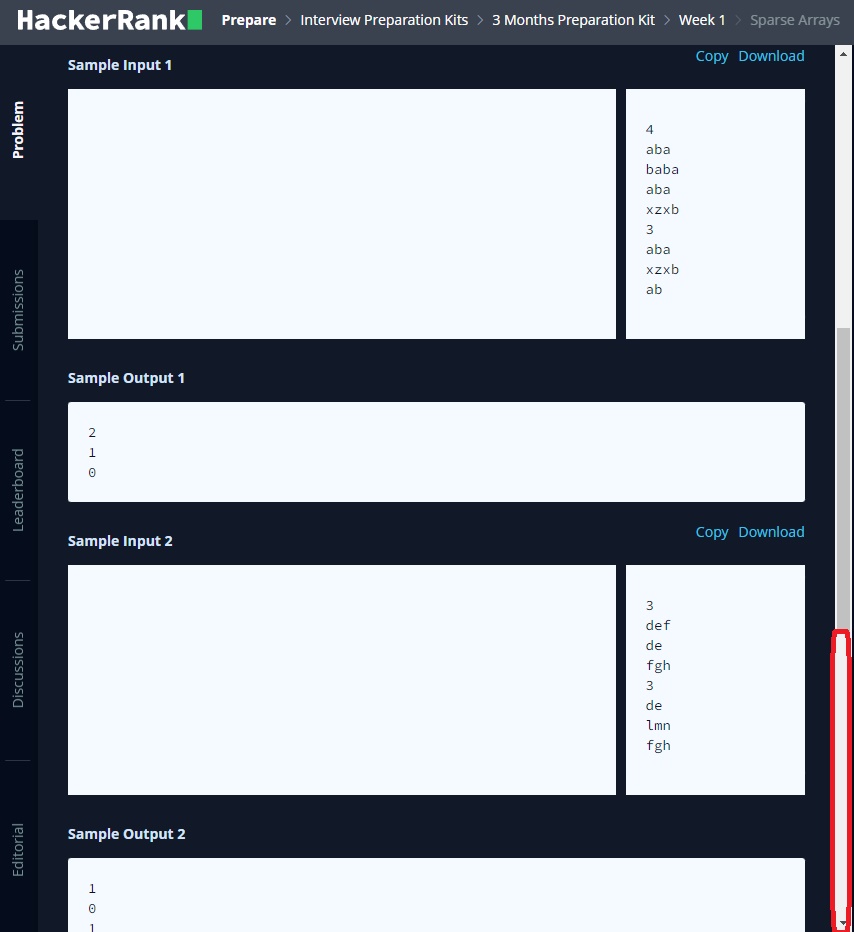 HackerRank Prepare > Interview Preparation Kits > 3 Months Preparation Kit > Week 1 > Sparse Arrays
Problem
Submissions
Leaderboard
Discussions
Editorial
Sample Input 1
Copy Download
4
aba
baba
aba
xzxb
3
aba
xzxb
ab
Sample Output 1
2
1
0
Sample Input 2
Copy Download
3
def
de
fgh
3
de
lmn
fgh
Sample Output 2
1
0
1